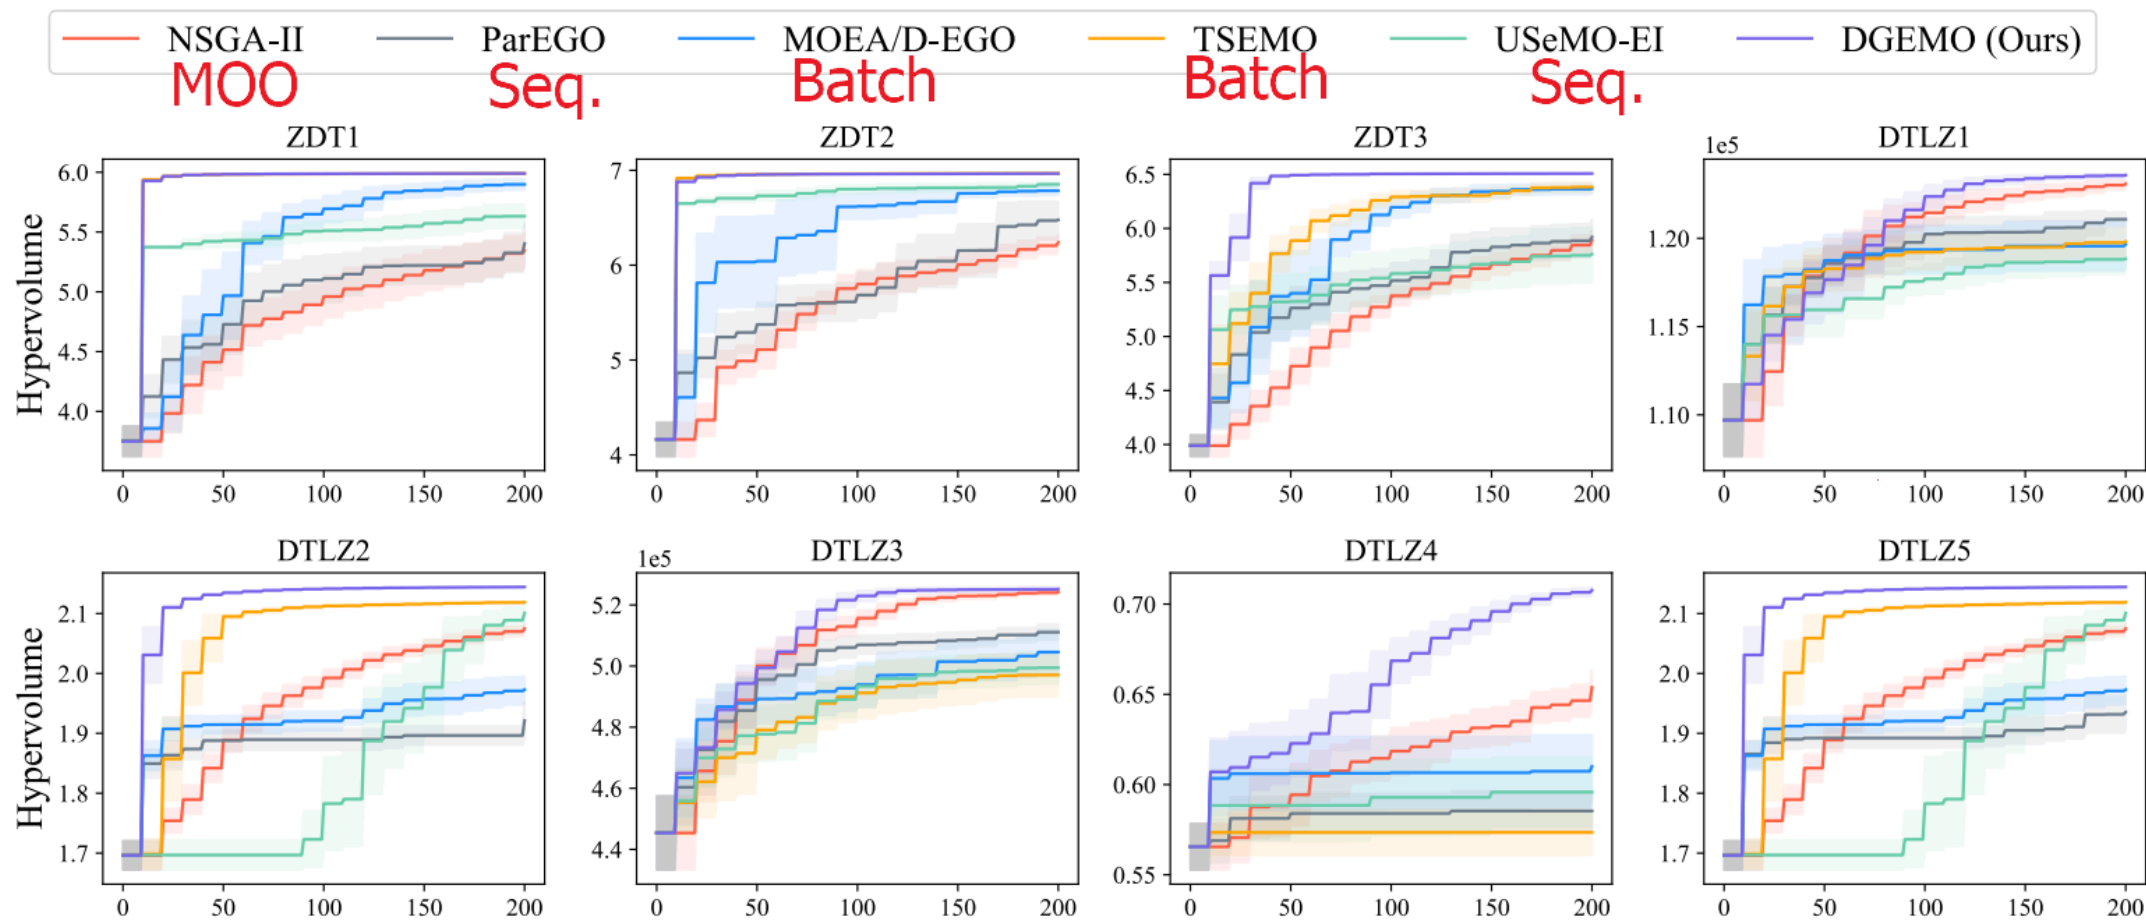 NSGA-II ParEGO MOEA/D-EGO TSEMO USeMO-EI DGEMO (Ours)
MOO Seq. Batch Batch Seq.
ZDT1 ZDT2 ZDT3 DTLZ1
1e5
Hypervolume
6.0
5.5
5.0
4.5
4.0
0 50 100 150 200
7
6
5
4
0 50 100 150 200
6.5
6.0
5.5
5.0
4.5
4.0
0 50 100 150 200
1.20
1.15
1.10
0 50 100 150 200
DTLZ2 DTLZ3 DTLZ4 DTLZ5
1e5
Hypervolume
2.1
2.0
1.9
1.8
1.7
0 50 100 150 200
5.2
5.0
4.8
4.6
4.4
0 50 100 150 200
0.70
0.65
0.60
0.55
0 50 100 150 200
2.1
2.0
1.9
1.8
1.7
0 50 100 150 200